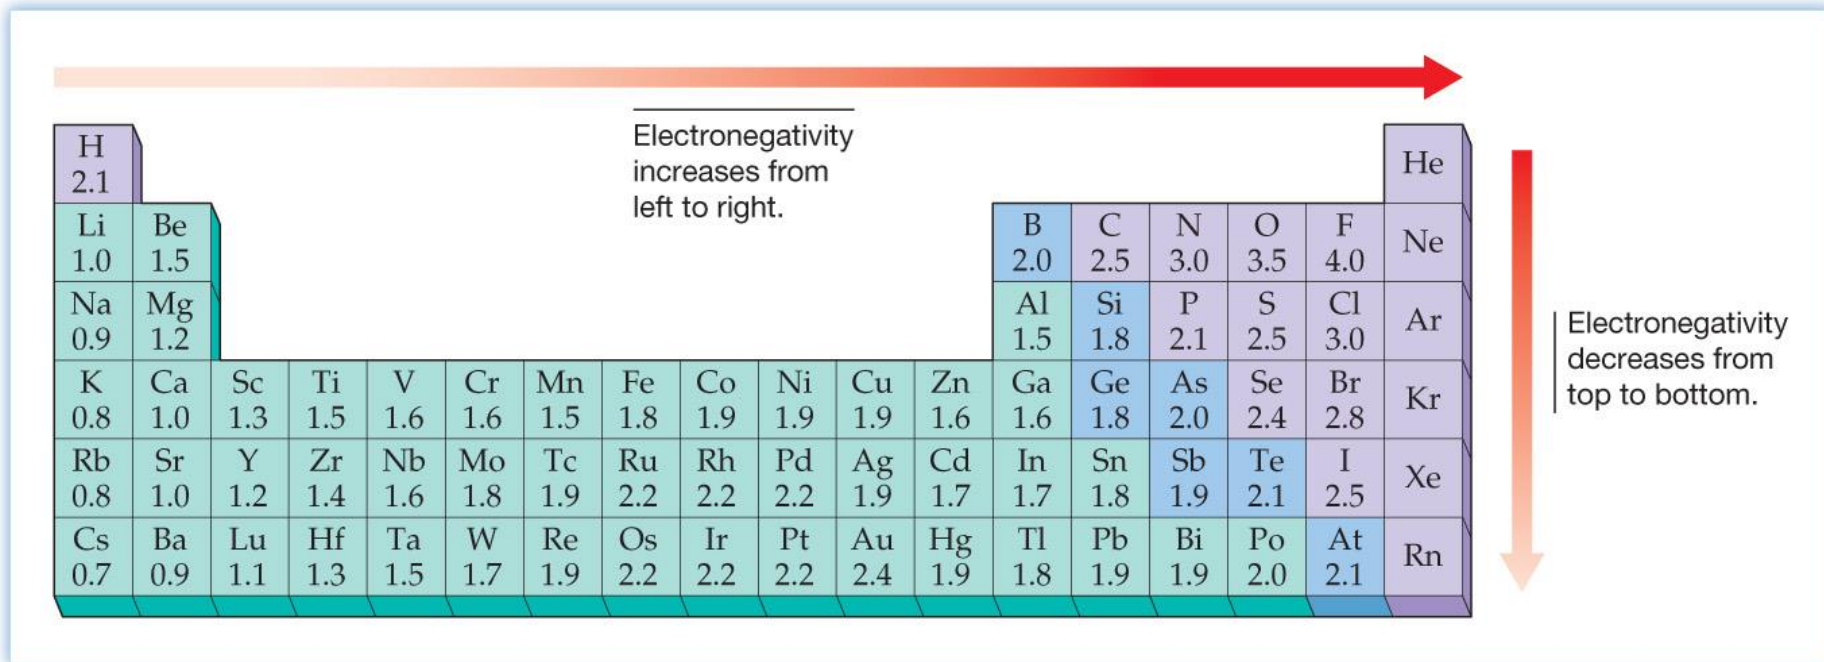 Electronegativity
increases from
left to right.
H He
2.1
Li Be B C N O F Ne
1.0 1.5 2.0 2.5 3.0 3.5 4.0
Na Mg Al Si P S Cl Ar
0.9 1.2 1.5 1.8 2.1 2.5 3.0
K Ca Sc Ti V Cr Mn Fe Co Ni Cu Zn Ga Ge As Se Br Kr
0.8 1.0 1.3 1.5 1.6 1.6 1.5 1.8 1.9 1.9 1.9 1.6 1.6 1.8 2.0 2.4 2.8
Rb Sr Y Zr Nb Mo Tc Ru Rh Pd Ag Cd In Sn Sb Te I Xe
0.8 1.0 1.2 1.4 1.6 1.8 1.9 2.2 2.2 2.2 1.9 1.7 1.7 1.8 1.9 2.1 2.5
Cs Ba Lu Hf Ta W Re Os Ir Pt Au Hg Tl Pb Bi Po At Rn
0.7 0.9 1.1 1.3 1.5 1.7 1.9 2.2 2.2 2.2 2.4 1.9 1.8 1.9 1.9 2.0 2.1
Electronegativity
decreases from
top to bottom.